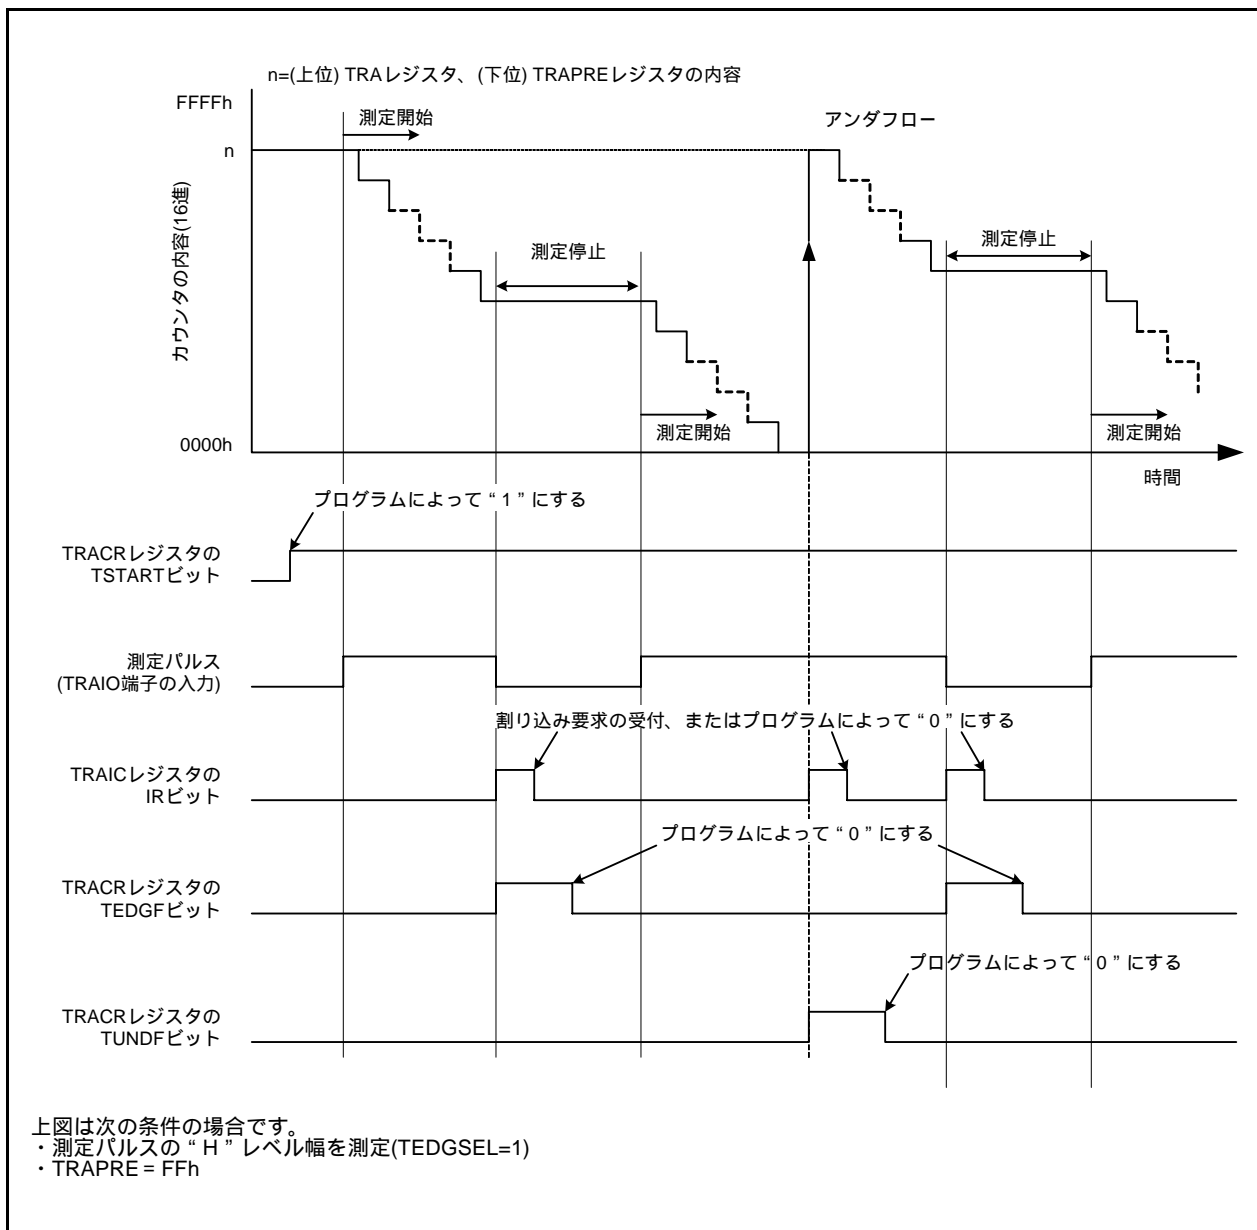 n=(上位) TRAレジスタ、(下位) TRAPREレジスタの内容
FFFFh
測定開始
アンダフロー
n
カウンタの内容(16進)
測定停止
測定停止
測定開始
測定開始
0000h
時間
プログラムによって“1”にする
TRACRレジスタの
TSTARTビット
測定パルス
(TRAIO端子の入力)
割り込み要求の受付、またはプログラムによって“0”にする
TRAICレジスタの
IRビット
プログラムによって“0”にする
TRACRレジスタの
TEDGFビット
プログラムによって“0”にする
TRACRレジスタの
TUNDFビット
上図は次の条件の場合です。
・測定パルスの“H”レベル幅を測定(TEDGSEL=1)
・TRAPRE = FFh